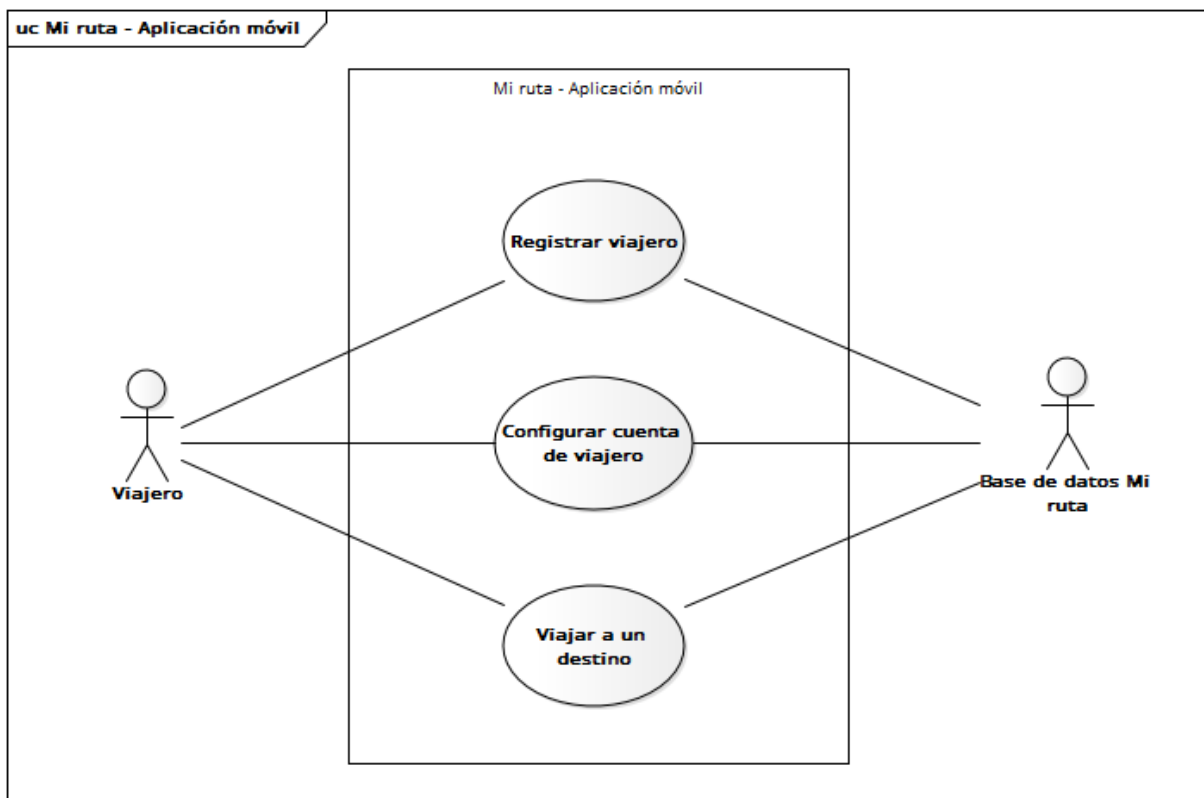 uc Mi ruta - Aplicación móvil
Mi ruta - Aplicación móvil
Registrar viajero
Configurar cuenta
de viajero
Viajero
Base de datos Mi
ruta
Viajar a un
destino